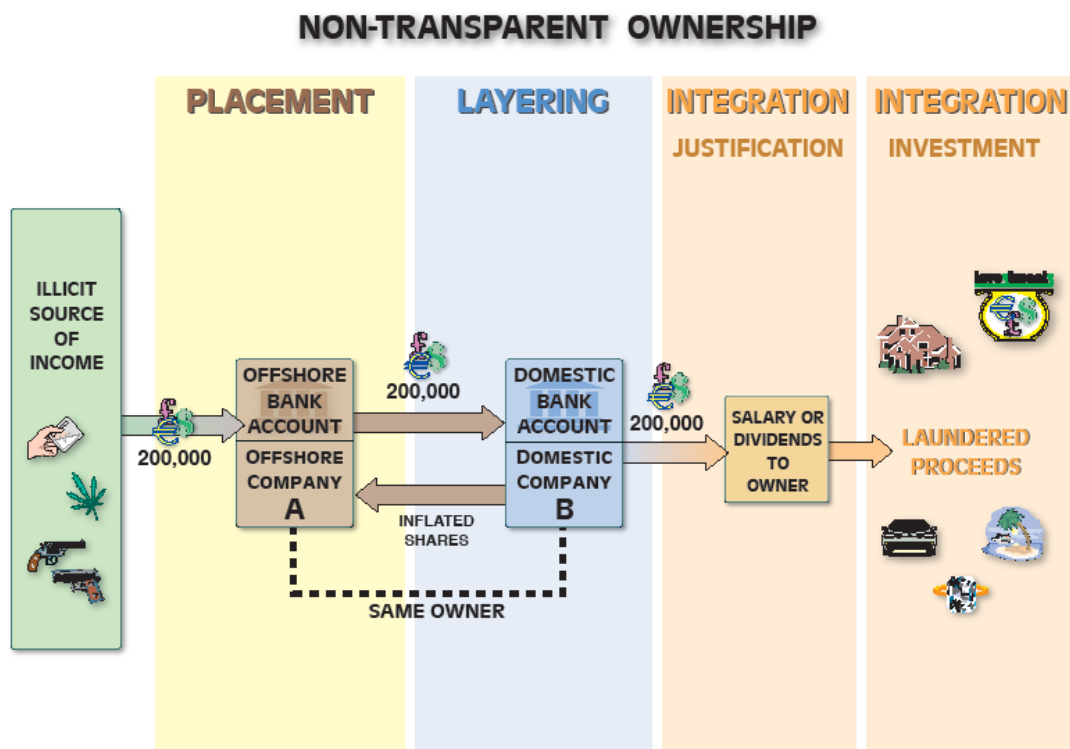 NON-TRANSPARENT OWNERSHIP
PLACEMENT
LAYERING
INTEGRATION
JUSTIFICATION
INTEGRATION
INVESTMENT
ILLICIT
SOURCE
OF
INCOME
200,000
OFFSHORE
BANK
ACCOUNT
OFFSHORE
COMPANY
A
200,000
INFLATED
SHARES
DOMESTIC
BANK
ACCOUNT
DOMESTIC
COMPANY
B
SAME OWNER
200,000
SALARY OR
DIVIDENDS
TO
OWNER
LAUNDERED
PROCEEDS